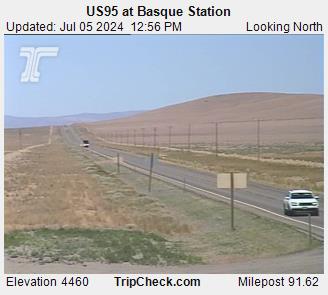 US95 at Basque Station
Updated: Jul 05 2024 12:56 PM Looking North
Elevation 4460 TripCheck.com Milepost 91.62